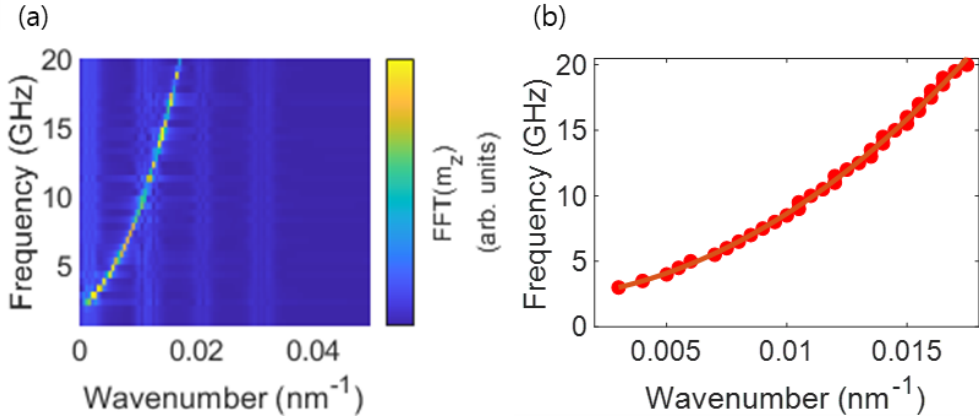 (a)
20
15
10
5
0
0.02
0.04
Frequency (GHz)
Wavenumber (nm⁻¹)
FFT(m_z)
(arb. units)
(b)
20
15
10
5
0
0.005
0.01
0.015
Frequency (GHz)
Wavenumber (nm⁻¹)